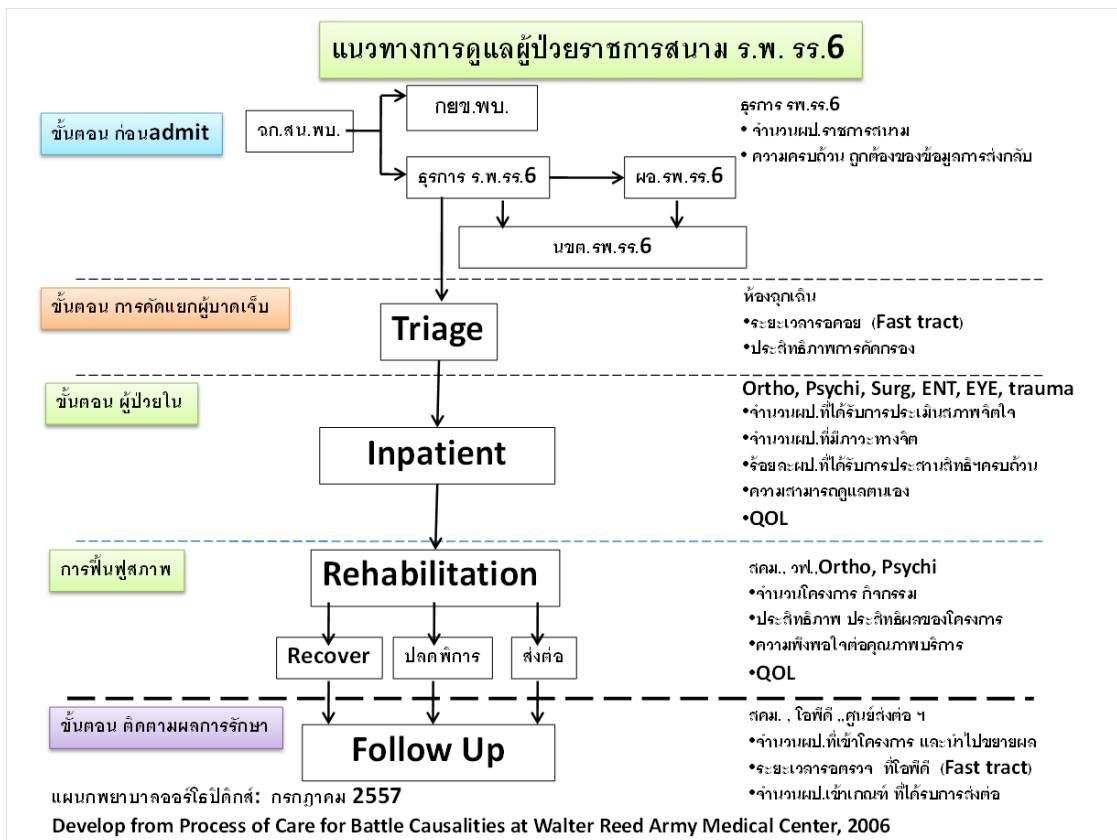 แนวทางการดูแลผู้ป่วยราชการสนาม ร.พ. รร.6
ขั้นตอน ก่อนadmit
ฉก.สน.พบ.
กยข.พบ.
ธุรการ ร.พ.รร.6
ผอ.รพ.รร.6
นขต.รพ.รร.6
ธุรการ รพ.รร.6
• จำนวนผป.ราชการสนาม
• ความครบถ้วน ถูกต้องของข้อมูลการส่งกลับ
ขั้นตอน การคัดแยกผู้บาดเจ็บ
Triage
ห้องฉุกเฉิน
•ระยะเวลารอคอย (Fast tract)
•ประสิทธิภาพการคัดกรอง
ขั้นตอน ผู้ป่วยใน
Inpatient
Ortho, Psychi, Surg, ENT, EYE, trauma
•จำนวนผป.ที่ได้รับการประเมินสภาพจิตใจ
•จำนวนผป.ที่มีภาวะทางจิต
•ร้อยละผป.ที่ได้รับการประสานสิทธิฯครบถ้วน
•ความสามารถดูแลตนเอง
•QOL
การฟื้นฟูสภาพ
Rehabilitation
Recover
ปลดพิการ
ส่งต่อ
สคม., วฟ.,Ortho, Psychi
•จำนวนโครงการ กิจกรรม
•ประสิทธิภาพ ประสิทธิผลของโครงการ
•ความพึงพอใจต่อคุณภาพบริการ
•QOL
ขั้นตอน ติดตามผลการรักษา
Follow Up
สคม. , โอพีดี ,,ศูนย์ส่งต่อ ฯ
•จำนวนผป.ที่เข้าโครงการ และนำไปขยายผล
•ระยะเวลารอตรวจ ที่โอพีดี (Fast tract)
•จำนวนผป.เข้าเกณฑ์ ที่ได้รับการส่งต่อ
แผนกพยาบาลออร์โธปิดิกส์: กรกฎาคม 2557
Develop from Process of Care for Battle Causalities at Walter Reed Army Medical Center, 2006